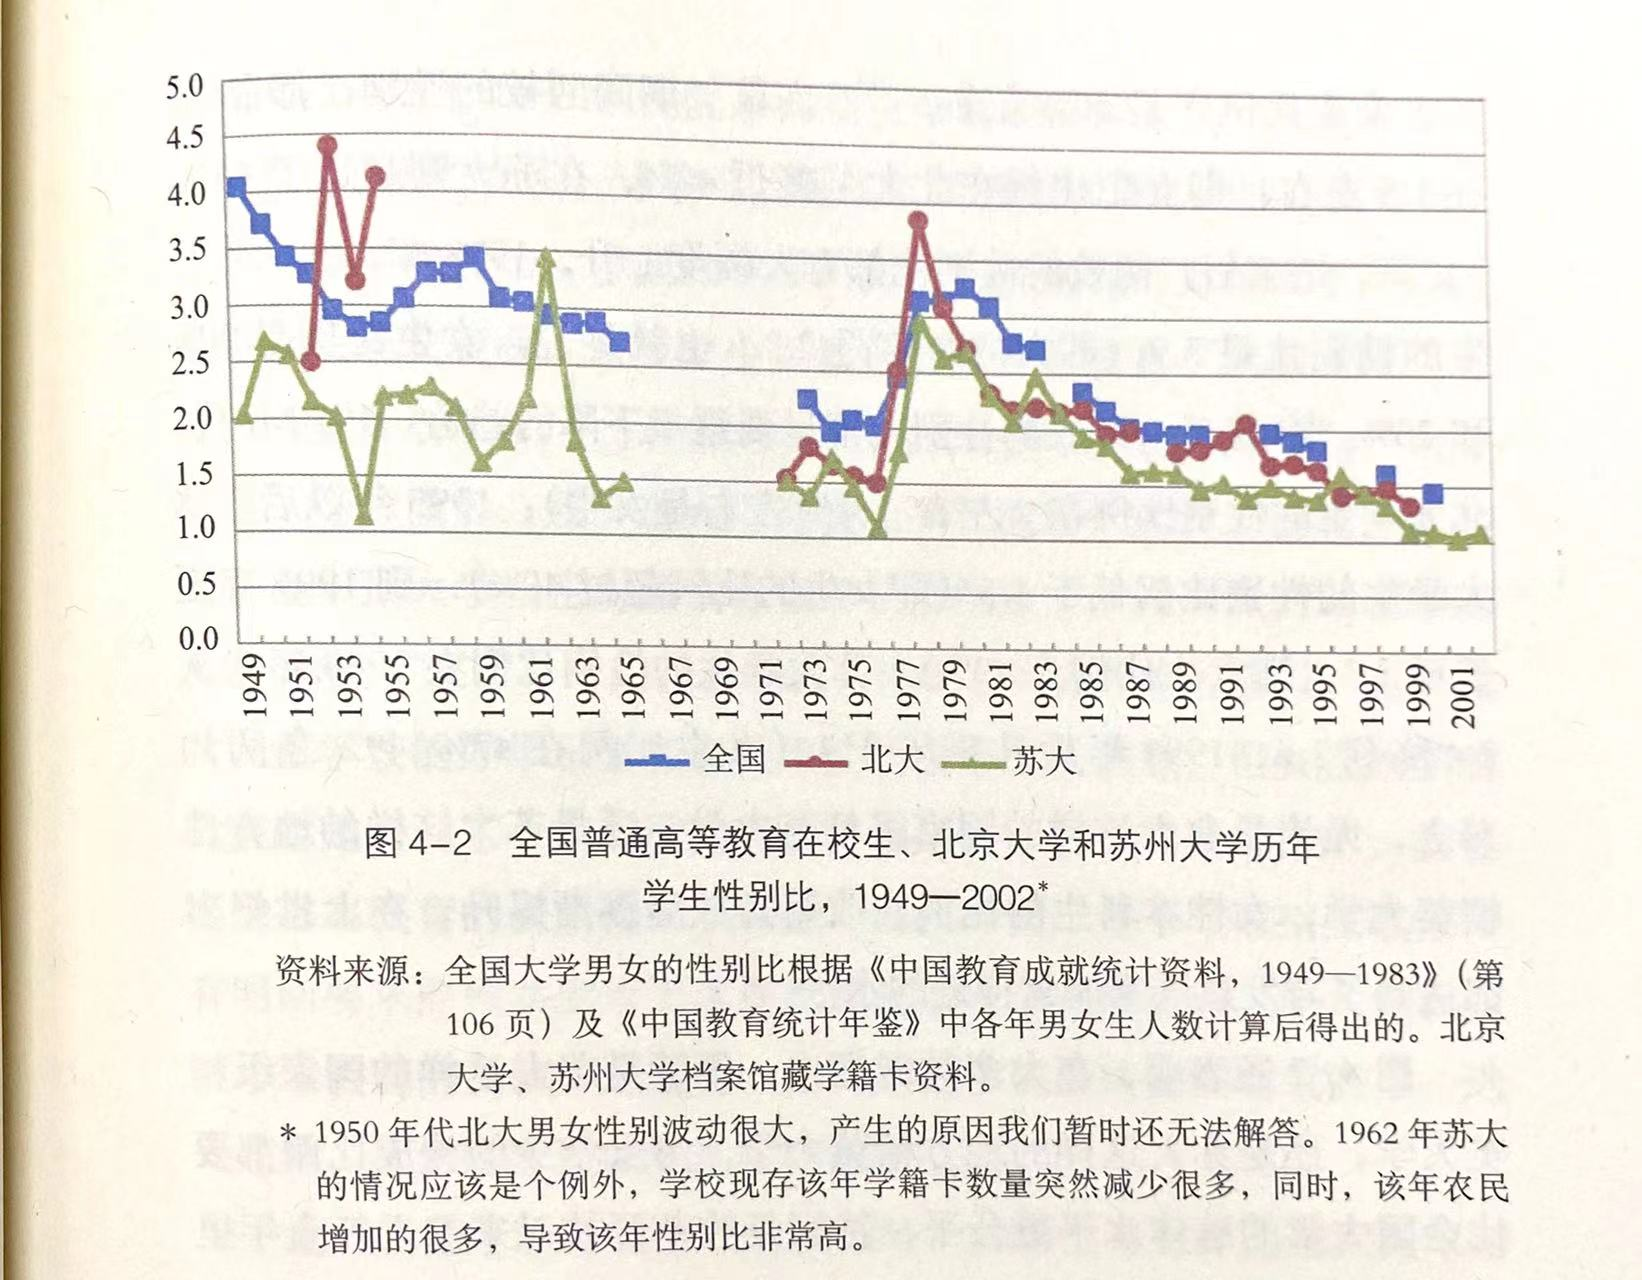 5.0
4.5
4.0
3.5
3.0
2.5
2.0
1.5
1.0
0.5
0.0
1949 1951 1953 1955 1957 1959 1961 1963 1965 1967 1969 1971 1973 1975 1977 1979 1981 1983 1985 1987 1989 1991 1993 1995 1997 1999 2001
全国 北大 苏大
图 4-2 全国普通高等教育在校生、北京大学和苏州大学历年
学生性别比，1949—2002*
资料来源：全国大学男女的性别比根据《中国教育成就统计资料，1949—1983》（第
106 页）及《中国教育统计年鉴》中各年男女生人数计算后得出的。北京
大学、苏州大学档案馆藏学籍卡资料。
* 1950 年代北大男女性别波动很大，产生的原因我们暂时还无法解答。1962 年苏大
的情况应该是个例外，学校现存该年学籍卡数量突然减少很多，同时，该年农民
增加的很多，导致该年性别比非常高。